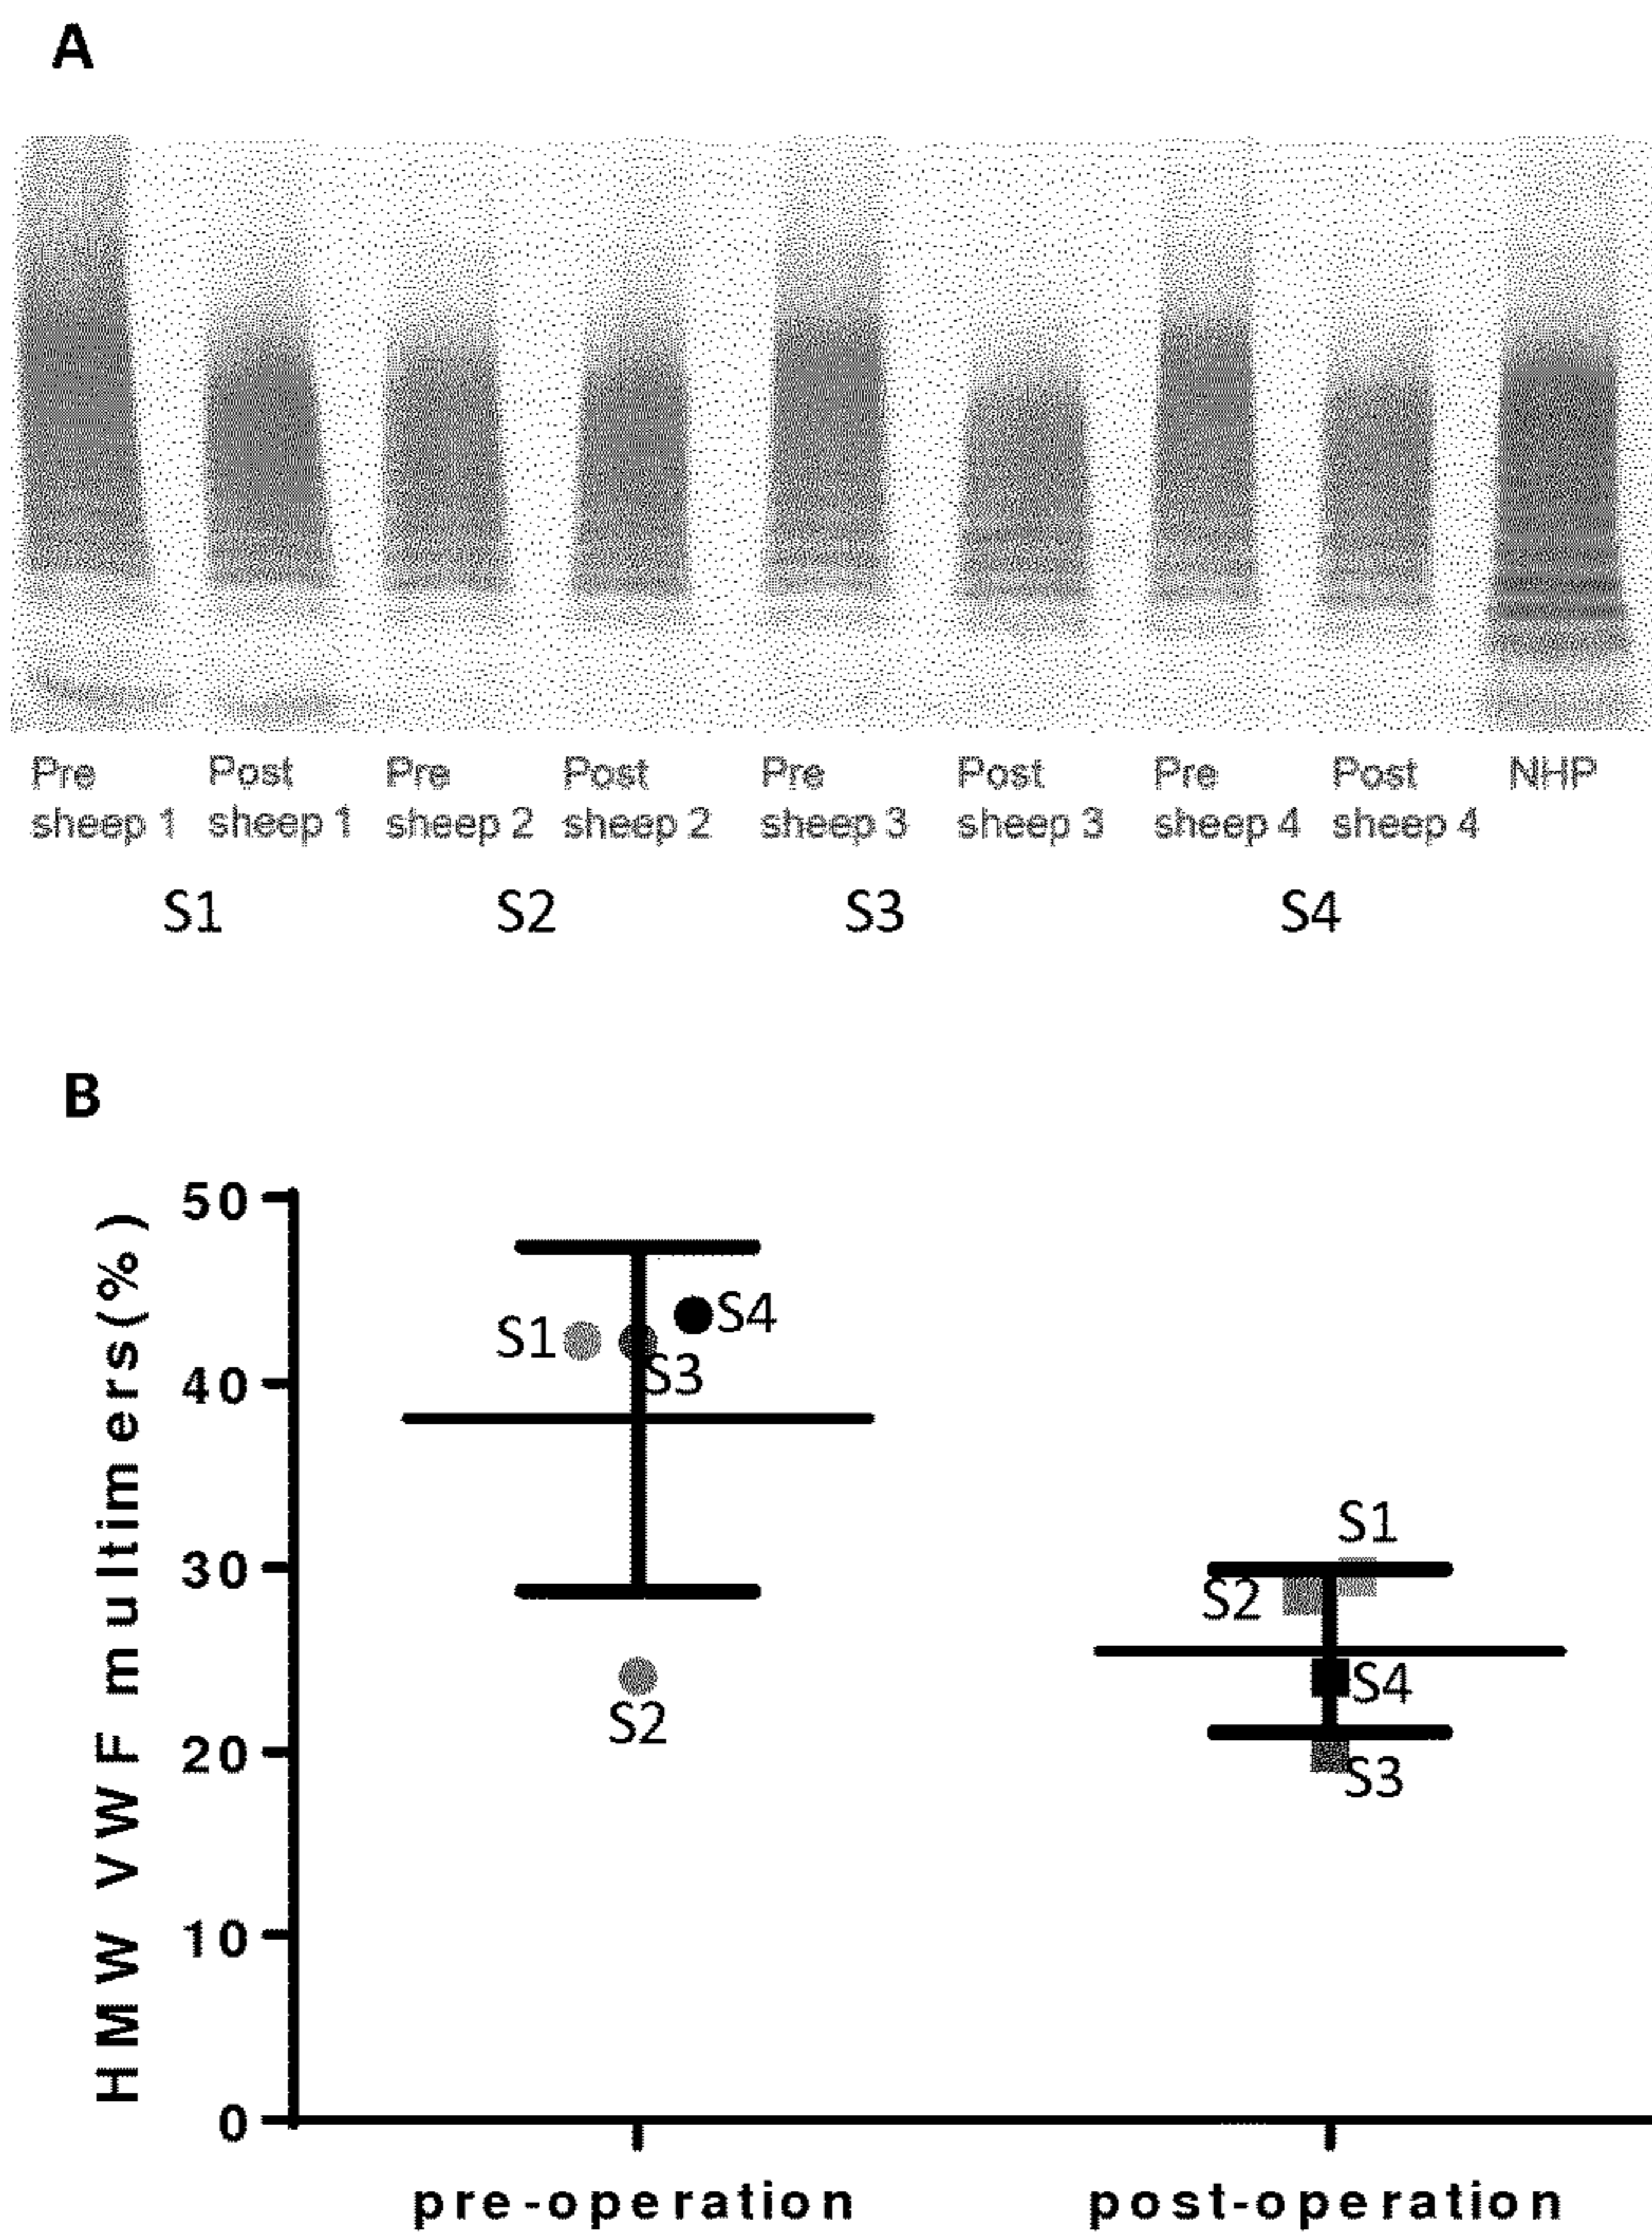 A
Pre Post Pre Post Pre Post Pre Post NHP
sheep 1 sheep 1 sheep 2 sheep 2 sheep 3 sheep 3 sheep 4 sheep 4
S1 S2 S3 S4
B
HMW VWF multimers(%)
50
S1 S4
S3
40
S1
30
S2
S4
S2
20
S3
10
0
pre-operation post-operation